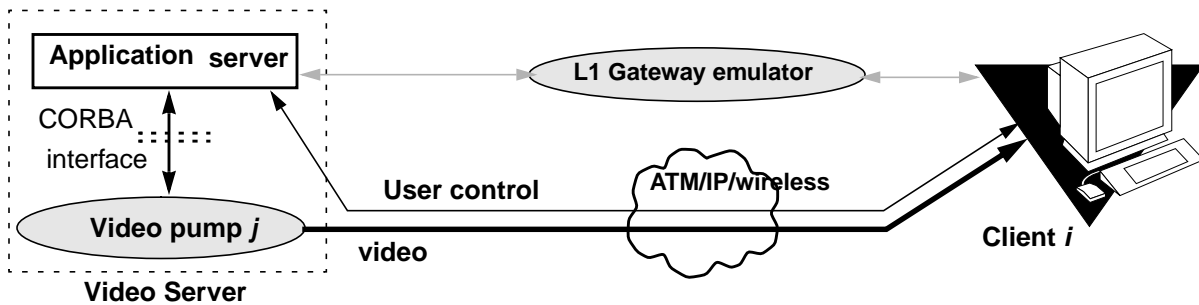 Application server
L1 Gateway emulator
CORBA
interface
ATM/IP/wireless
User control
Video pump j
video
Client i
Video Server